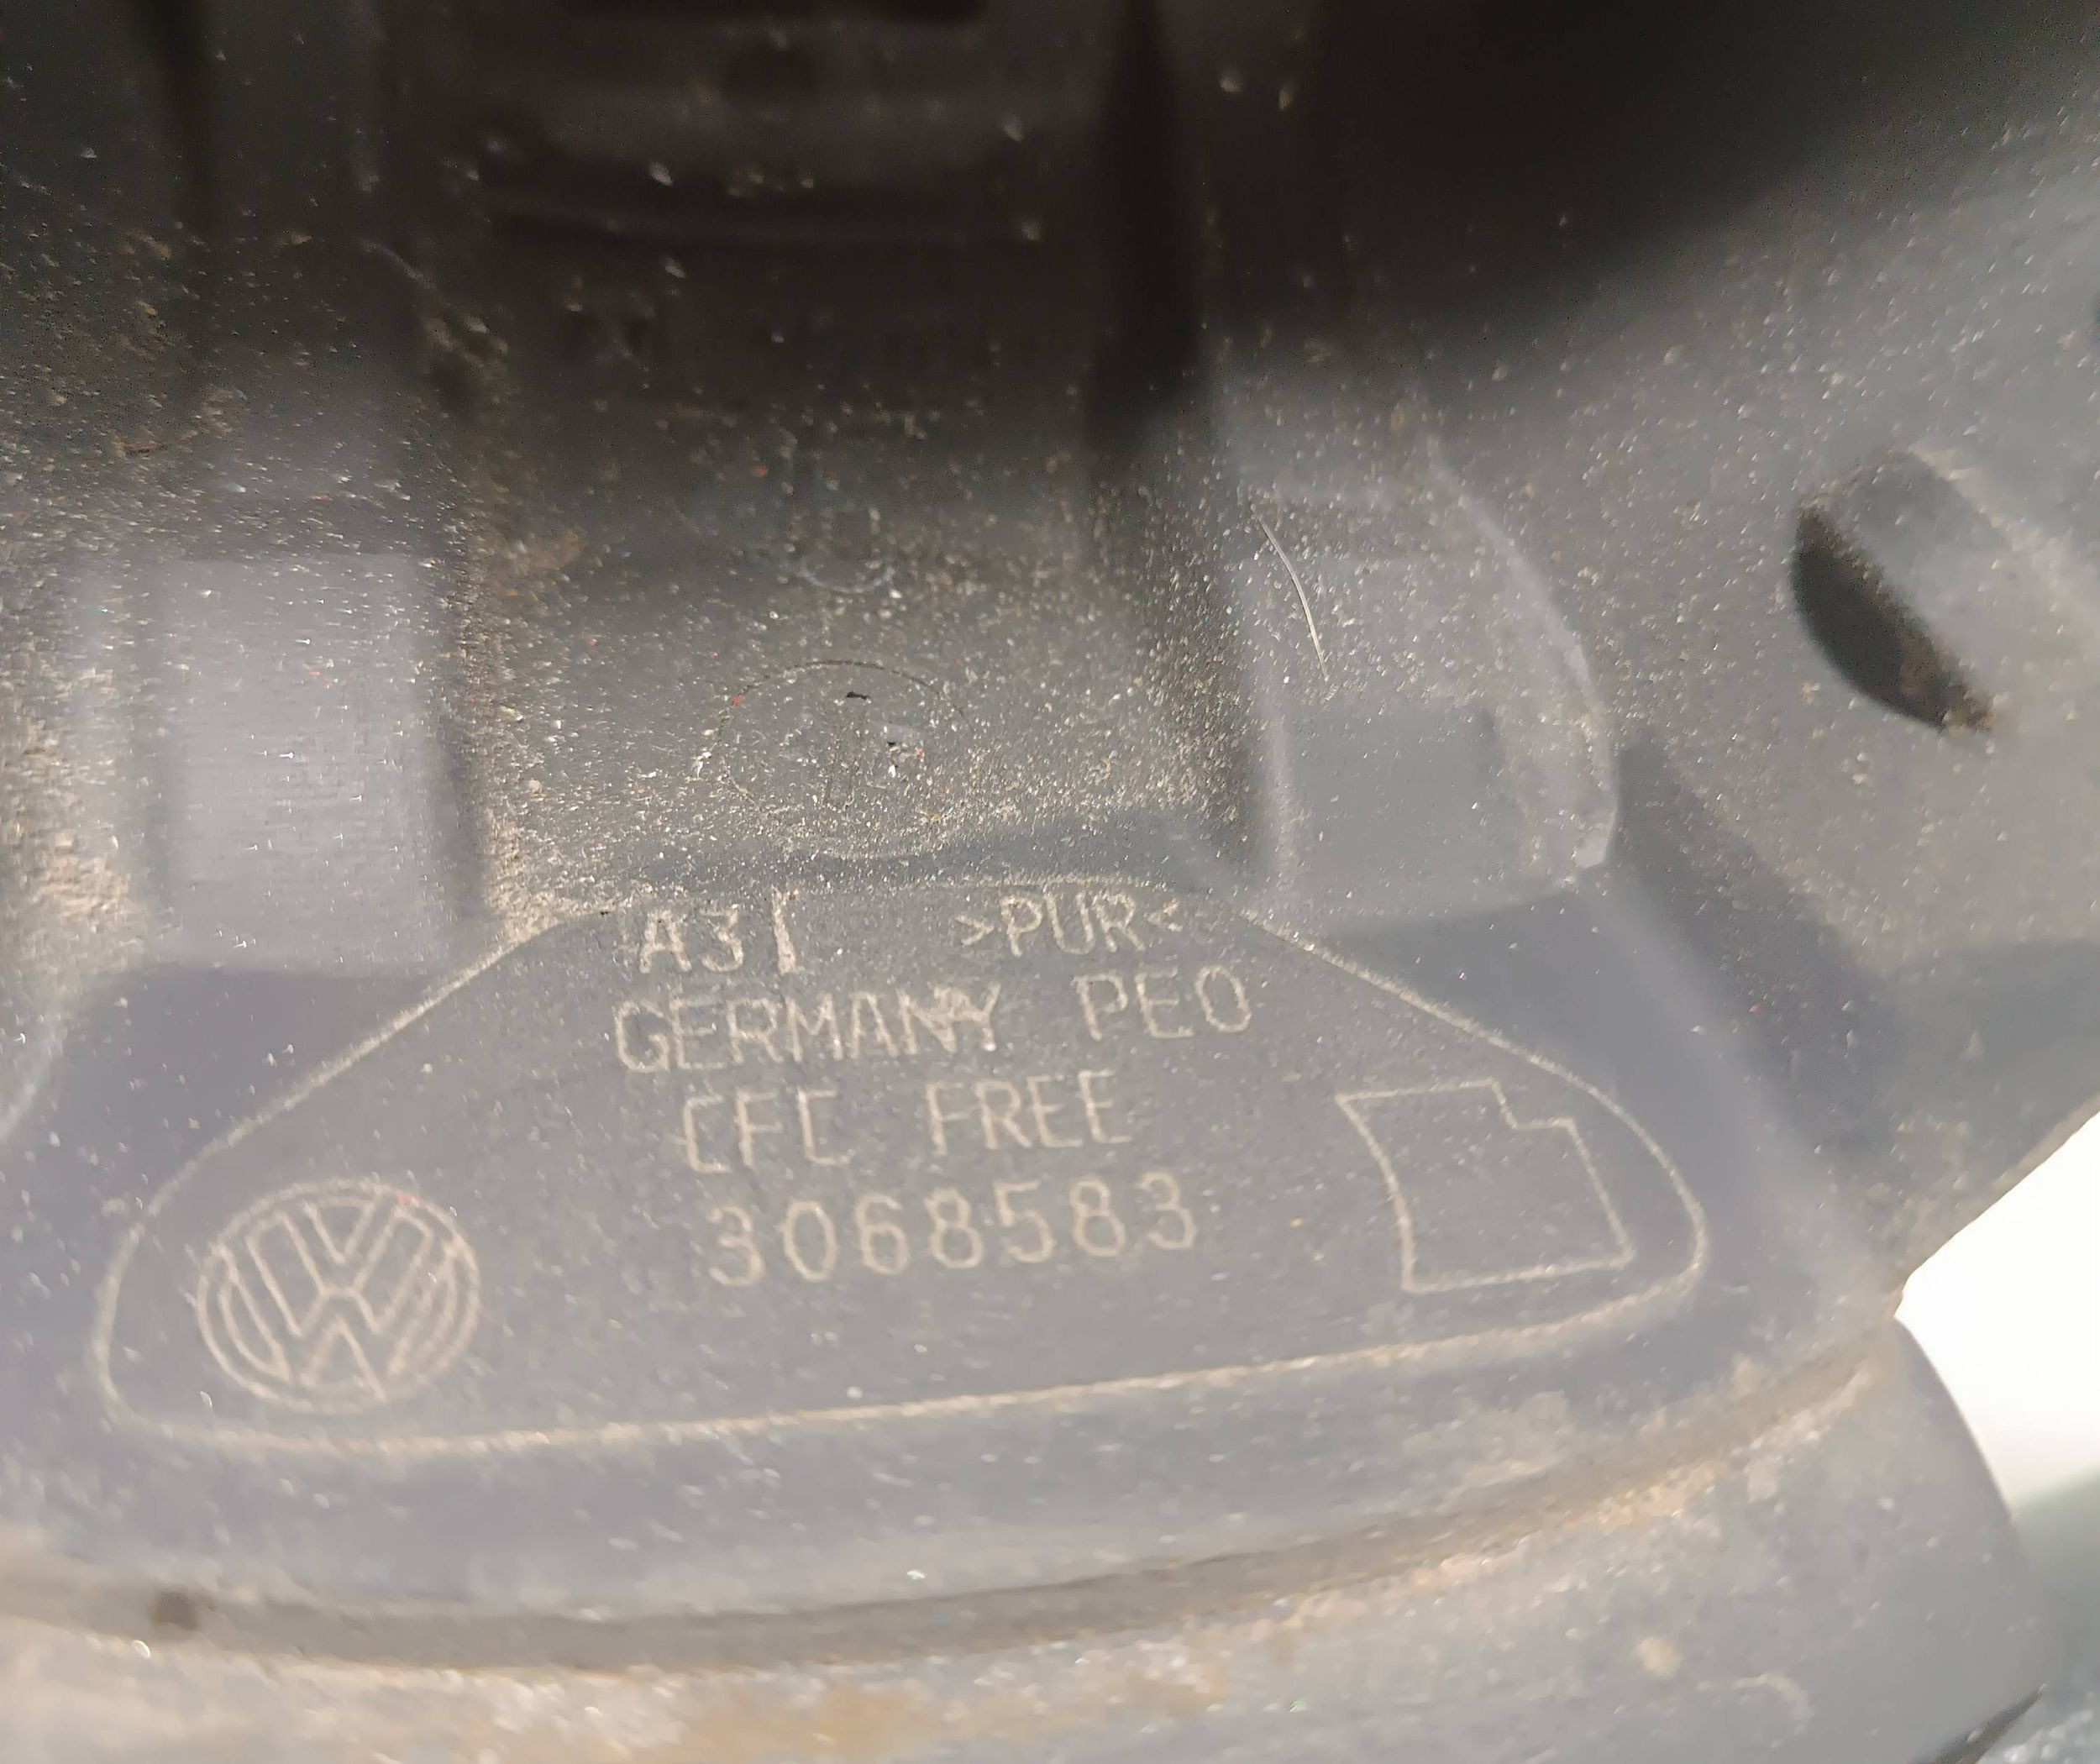 A31 >PUR<
GERMANY PEO
CFC FREE
3068583